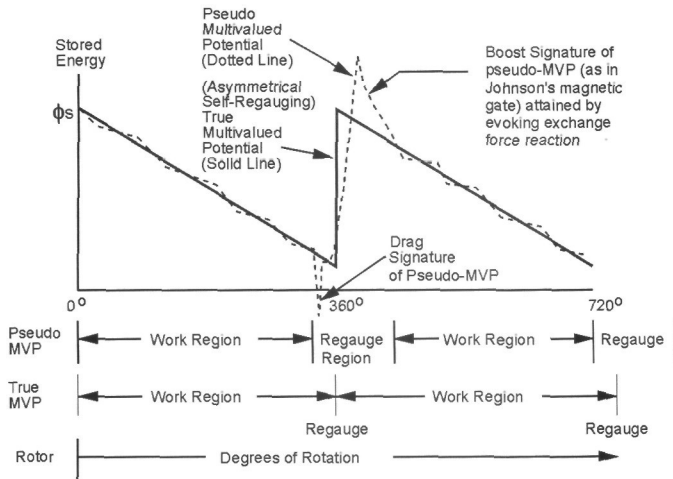 Stored
Energy
ϕs
Pseudo
Multivalued
Potential
(Dotted Line)
(Asymmetrical
Self-Regauging)
True
Multivalued
Potential
(Solid Line)
Boost Signature of
pseudo-MVP (as in
Johnson's magnetic
gate) attained by
evoking exchange
force reaction
Drag
Signature
of Pseudo-MVP
0° 360° 720°
Pseudo
MVP
Work Region
Regauge
Region
Work Region
Regauge
True
MVP
Work Region
Work Region
Regauge
Regauge
Rotor
Degrees of Rotation